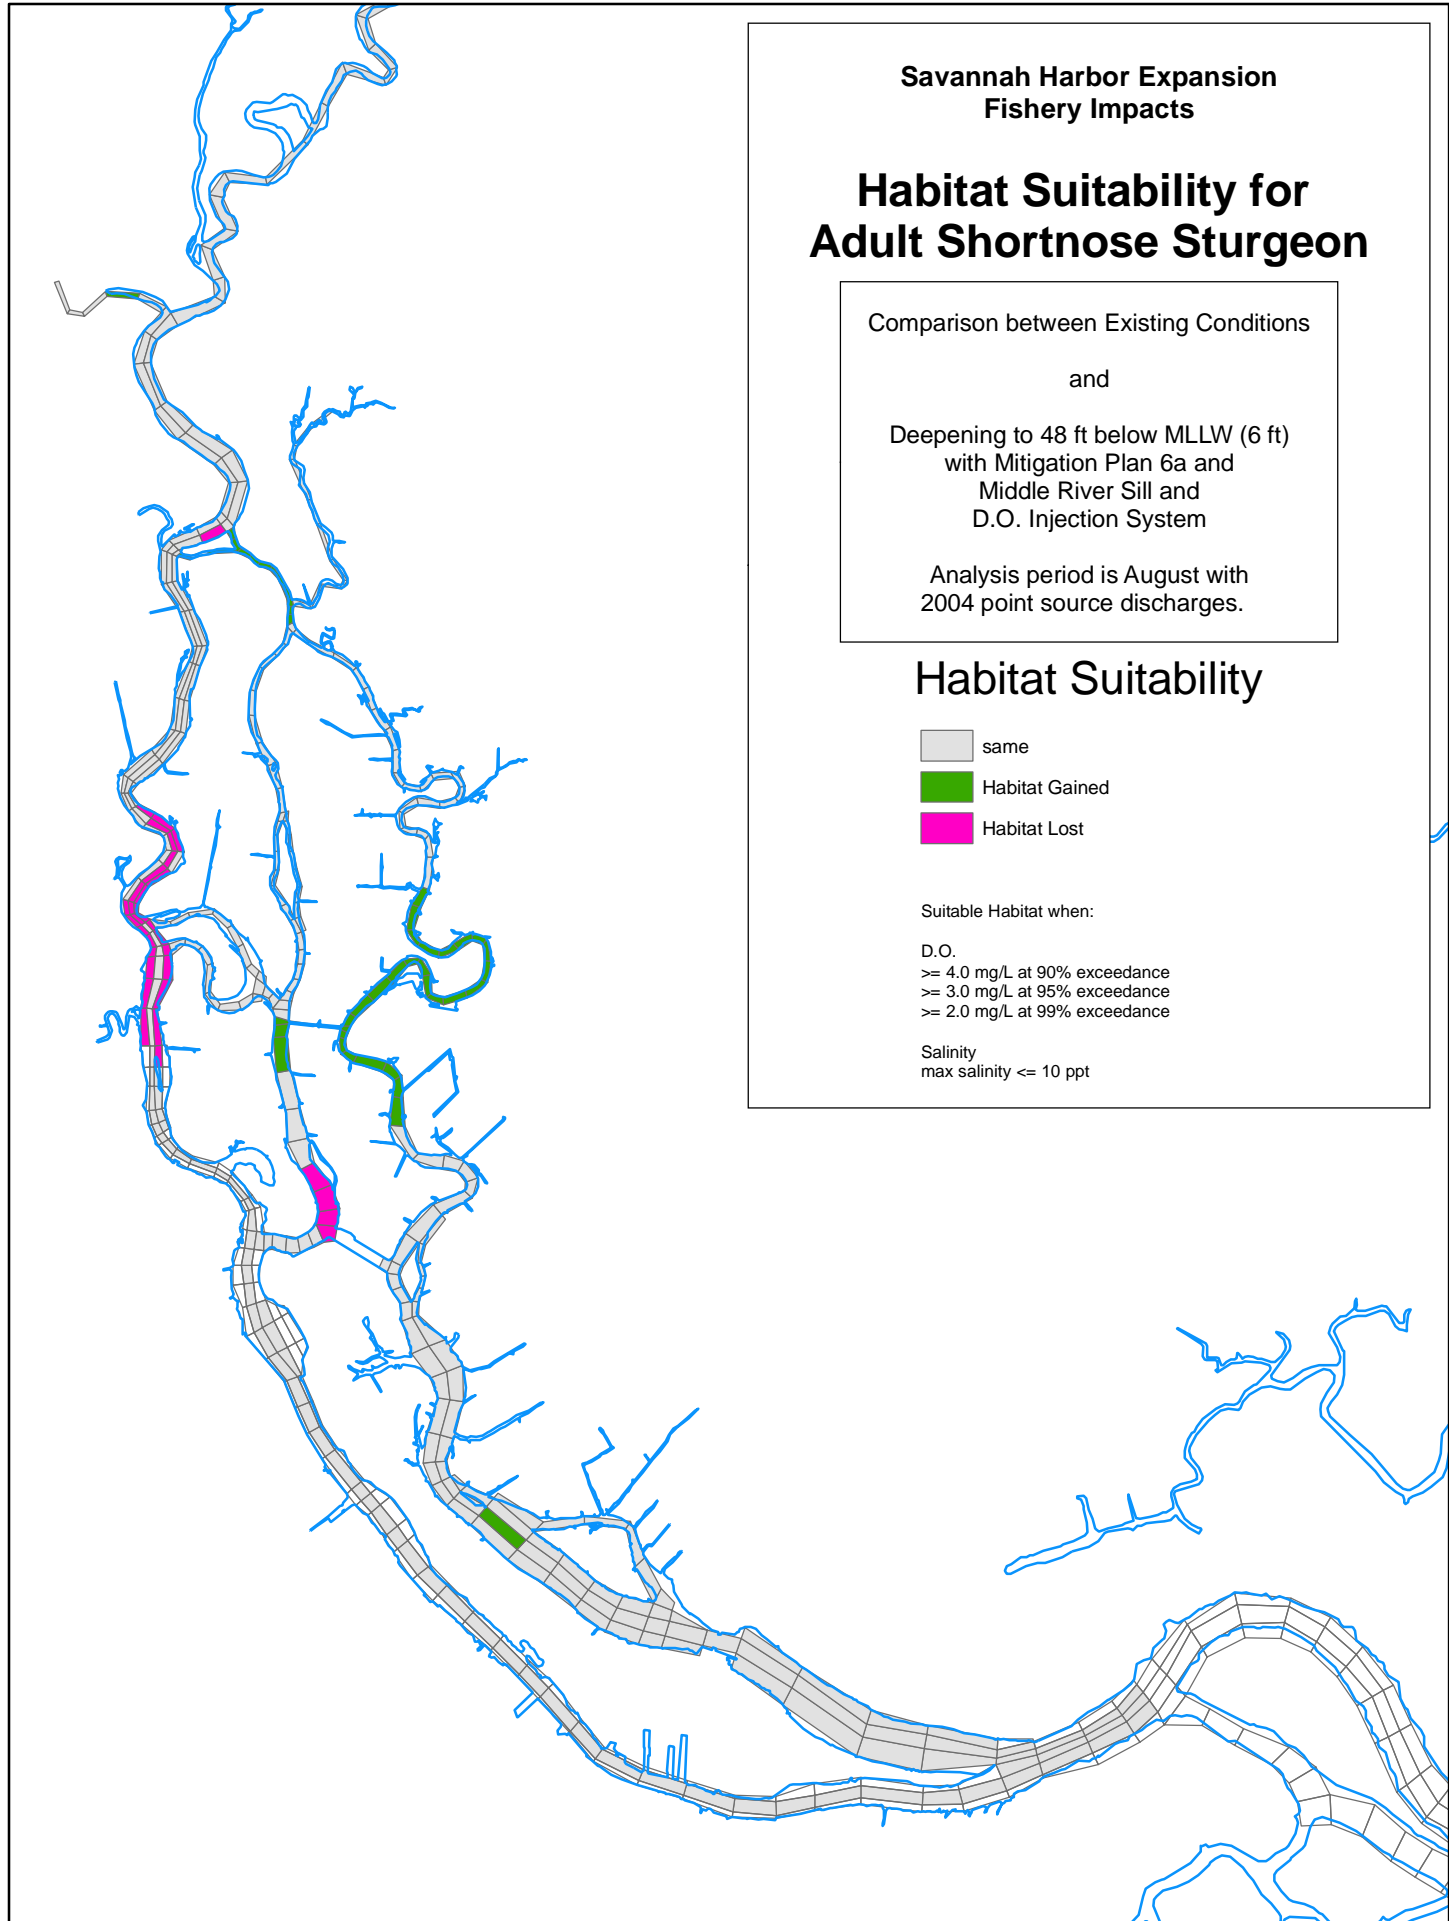 Savannah Harbor Expansion
Fishery Impacts
Habitat Suitability for
Adult Shortnose Sturgeon
Comparison between Existing Conditions
and
Deepening to 48 ft below MLLW (6 ft)
with Mitigation Plan 6a and
Middle River Sill and
D.O. Injection System
Analysis period is August with
2004 point source discharges.
Habitat Suitability
same
Habitat Gained
Habitat Lost
Suitable Habitat when:
D.O.
>= 4.0 mg/L at 90% exceedance
>= 3.0 mg/L at 95% exceedance
>= 2.0 mg/L at 99% exceedance
Salinity
max salinity <= 10 ppt